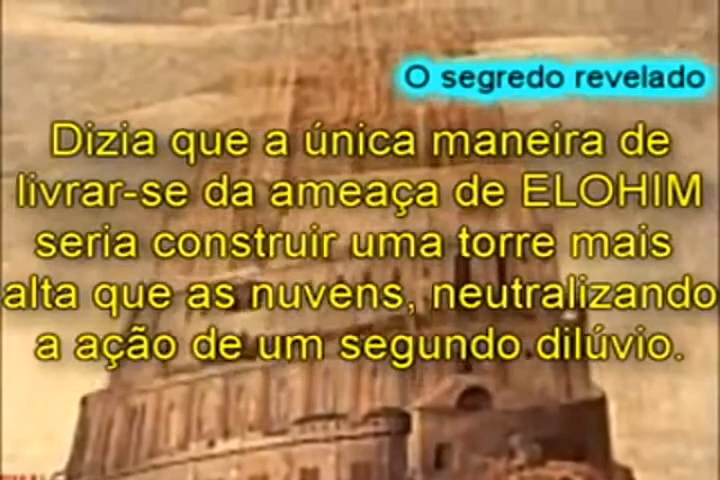 O segredo revelado
Dizia que a única maneira de
livrar-se da ameaça de ELOHIM
seria construir uma torre mais
alta que as nuvens, neutralizando
a ação de um segundo dilúvio.